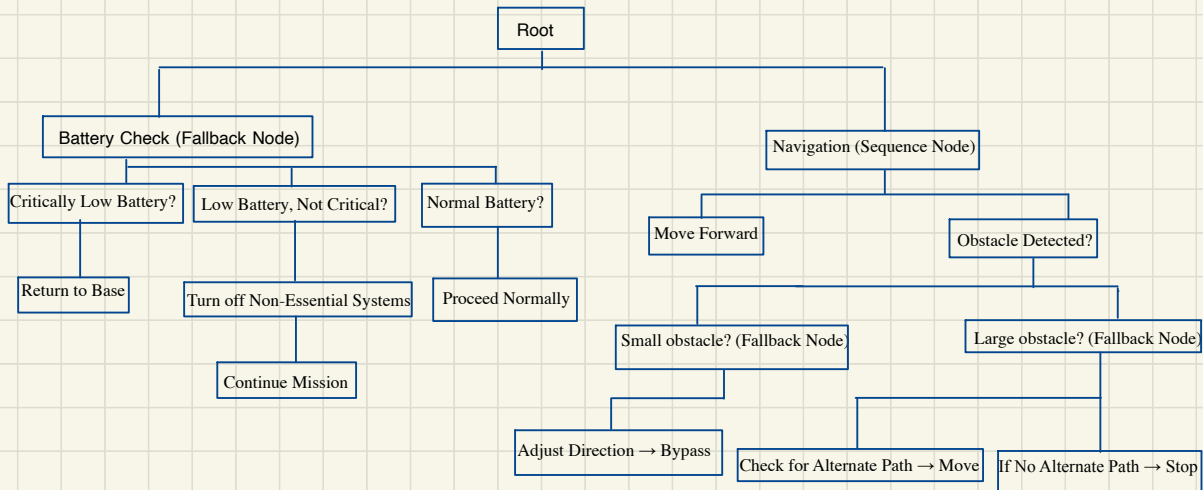 Root
Battery Check (Fallback Node)
Navigation (Sequence Node)
Critically Low Battery?
Low Battery, Not Critical?
Normal Battery?
Move Forward
Obstacle Detected?
Return to Base
Turn off Non-Essential Systems
Proceed Normally
Small obstacle? (Fallback Node)
Large obstacle? (Fallback Node)
Continue Mission
Adjust Direction → Bypass
Check for Alternate Path → Move
If No Alternate Path → Stop